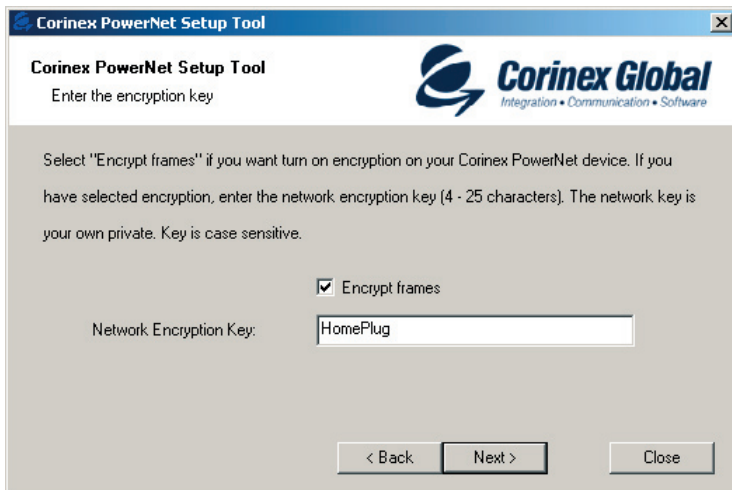 Corinex PowerNet Setup Tool
Corinex PowerNet Setup Tool
Enter the encryption key
Corinex Global
Integration • Communication • Software
Select "Encrypt frames" if you want turn on encryption on your Corinex PowerNet device. If you
have selected encryption, enter the network encryption key (4 - 25 characters). The network key is
your own private. Key is case sensitive.
Encrypt frames
Network Encryption Key: HomePlug
< Back Next > Close